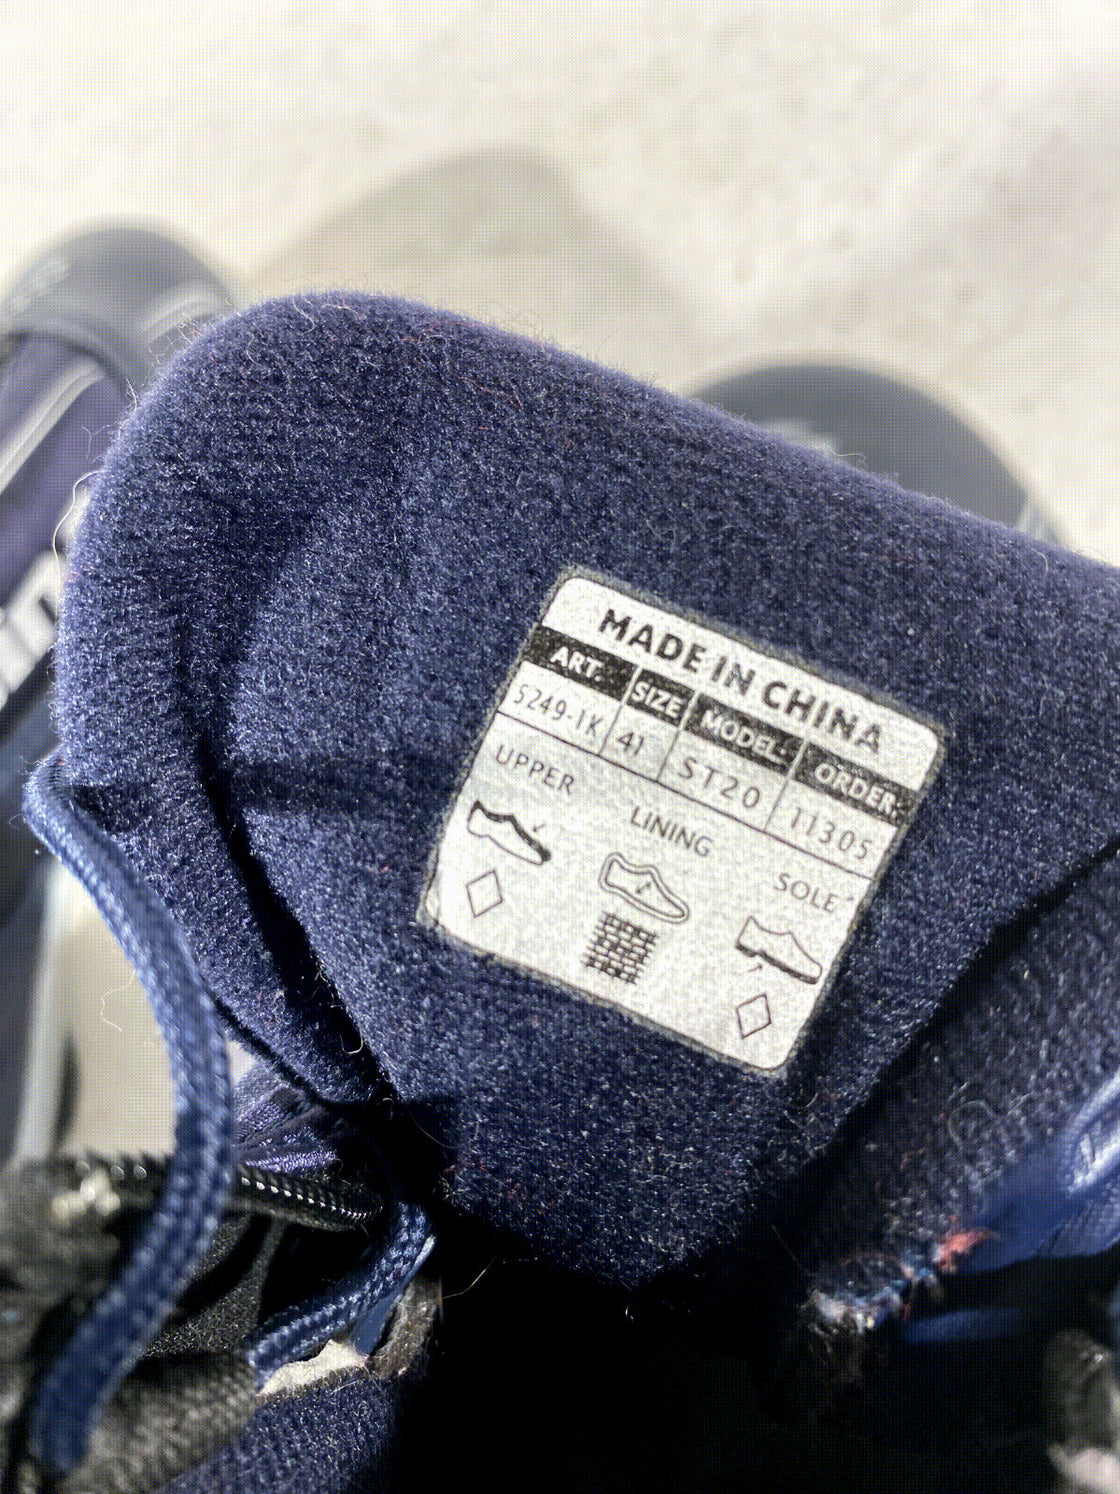 MADE IN CHINA
ART. SIZE MODEL: ORDER:
5249-1K 41 ST20 11305
UPPER
LINING
SOLE